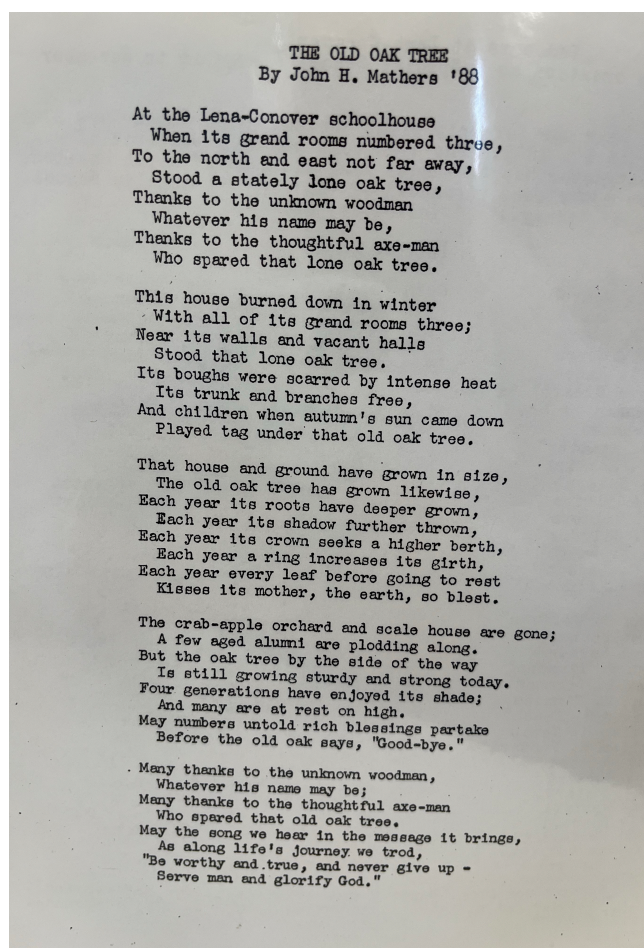 THE OLD OAK TREE
By John H. Mathers '88
At the Lena-Conover schoolhouse
When its grand rooms numbered three,
To the north and east not far away,
Stood a stately lone oak tree,
Thanks to the unknown woodman
Whatever his name may be,
Thanks to the thoughtful axe-man
Who spared that lone oak tree.
This house burned down in winter
With all of its grand rooms three;
Near its walls and vacant halls
Stood that lone oak tree.
Its boughs were scarred by intense heat
Its trunk and branches free,
And children when autumn's sun came down
Played tag under that old oak tree.
That house and ground have grown in size,
The old oak tree has grown likewise,
Each year its roots have deeper grown,
Each year its shadow further thrown,
Each year its crown seeks a higher berth,
Each year a ring increases its girth,
Each year every leaf before going to rest
Kisses its mother, the earth, so blest.
The crab-apple orchard and scale house are gone;
A few aged alumni are plodding along.
But the oak tree by the side of the way
Is still growing sturdy and strong today.
Four generations have enjoyed its shade;
And many are at rest on high.
May numbers untold rich blessings partake
Before the old oak says, "Good-bye."
Many thanks to the unknown woodman,
Whatever his name may be;
Many thanks to the thoughtful axe-man
Who spared that old oak tree.
May the song we hear in the message it brings,
As along life's journey we trod,
"Be worthy and true, and never give up -
Serve man and glorify God."